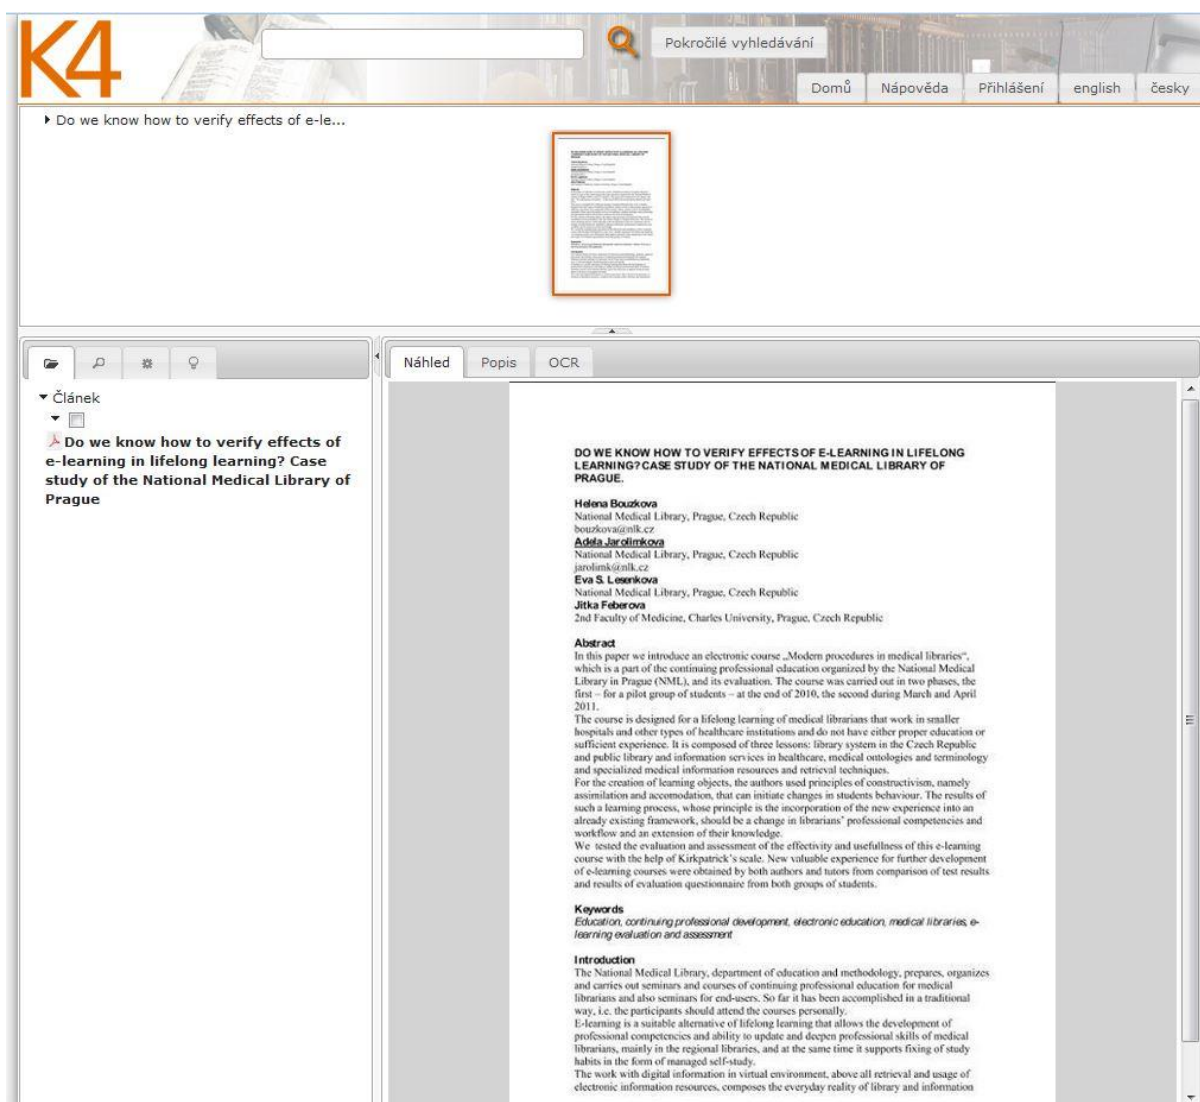 K4
Pokročilé vyhledávání
Domů
Nápověda
Přihlášení
english
česky
Do we know how to verify effects of e-le...
Náhled
Popis
OCR
Článek
Do we know how to verify effects of
e-learning in lifelong learning? Case
study of the National Medical Library of
Prague
DO WE KNOW HOW TO VERIFY EFFECTS OF E-LEARNING IN LIFELONG
LEARNING? CASE STUDY OF THE NATIONAL MEDICAL LIBRARY OF
PRAGUE.
Helena Bouzkova
National Medical Library, Prague, Czech Republic
bouzkova@nlk.cz
Adela Jarolimkova
National Medical Library, Prague, Czech Republic
jarolimk@nlk.cz
Eva S. Lesenkova
National Medical Library, Prague, Czech Republic
Jitka Feberova
2nd Faculty of Medicine, Charles University, Prague, Czech Republic
Abstract
In this paper we introduce an electronic course „Modern procedures in medical libraries“,
which is a part of the continuing professional education organized by the National Medical
Library in Prague (NML), and its evaluation. The course was carried out in two phases, the
first – for a pilot group of students – at the end of 2010, the second during March and April
2011.
The course is designed for a lifelong learning of medical librarians that work in smaller
hospitals and other types of healthcare institutions and do not have either proper education or
sufficient experience. It is composed of three lessons: library system in the Czech Republic
and public library and information services in healthcare, medical ontologies and terminology
and specialized medical information resources and retrieval techniques.
For the creation of learning objects, the authors used principles of constructivism, namely
assimilation and accomodation, that can initiate changes in students behaviour. The results of
such a learning process, whose principle is the incorporation of the new experience into an
already existing framework, should be a change in librarians’ professional competencies and
workflow and an extension of their knowledge.
We tested the evaluation and assessment of the effectivity and usefullness of this e-learning
course with the help of Kirkpatrick’s scale. New valuable experience for further development
of e-learning courses were obtained by both authors and tutors from comparison of test results
and results of evaluation questionnaire from both groups of students.
Keywords
Education, continuing professional development, electronic education, medical libraries, e-
learning evaluation and assessment
Introduction
The National Medical Library, department of education and methodology, prepares, organizes
and carries out seminars and courses of continuing professional education for medical
librarians and also seminars for end-users. So far it has been accomplished in a traditional
way, i.e. the participants should attend the courses personally.
E-learning is a suitable alternative of lifelong learning that allows the development of
professional competencies and ability to update and deepen professional skills of medical
librarians, mainly in the regional libraries, and at the same time it supports fixing of study
habits in the form of managed self-study.
The work with digital information in virtual environment, above all retrieval and usage of
electronic information resources, composes the everyday reality of library and information